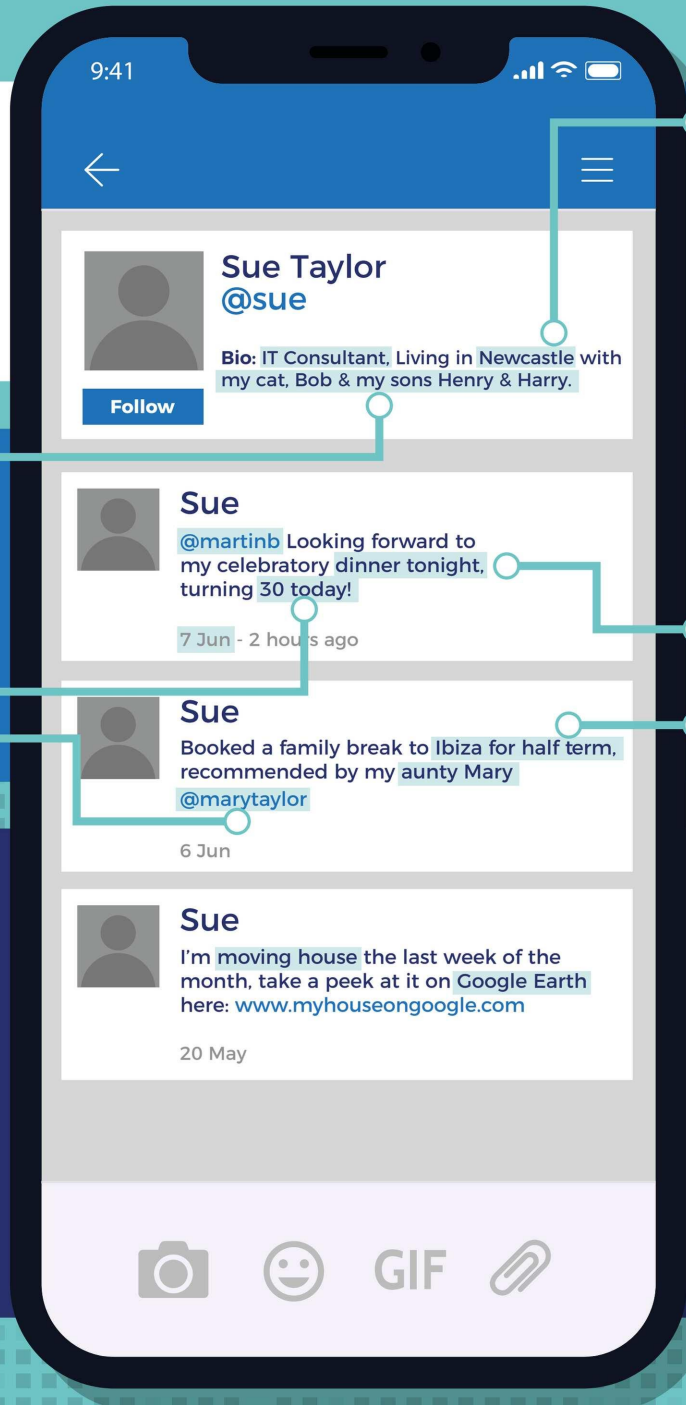 9:41
Sue Taylor
@sue
Bio: IT Consultant, Living in Newcastle with
my cat, Bob & my sons Henry & Harry.
Follow
Sue
@martinb Looking forward to
my celebratory dinner tonight,
turning 30 today!
7 Jun - 2 hours ago
Sue
Booked a family break to Ibiza for half term,
recommended by my aunty Mary
@marytaylor
6 Jun
Sue
I'm moving house the last week of the
month, take a peek at it on Google Earth
here: www.myhouseongoogle.com
20 May
GIF